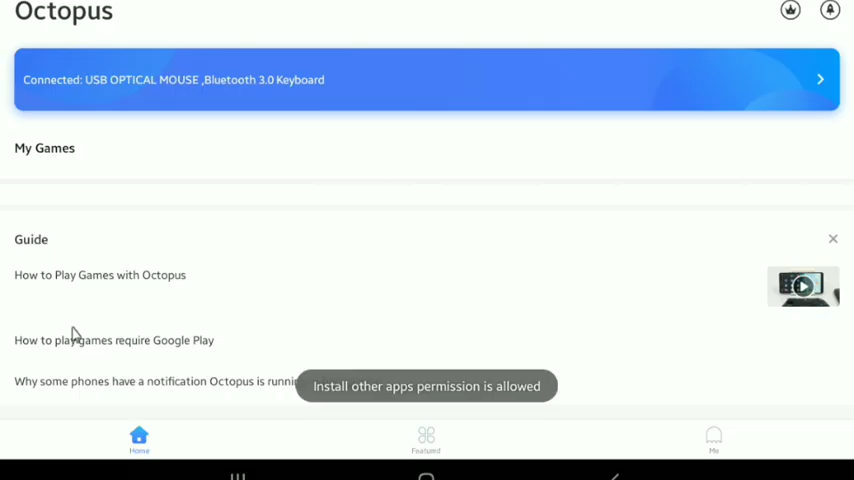 Octopus
Connected: USB OPTICAL MOUSE ,Bluetooth 3.0 Keyboard
My Games
Guide
How to Play Games with Octopus
How to play games require Google Play
Why some phones have a notification Octopus is
Install other apps permission is allowed
Home
Featured
Me